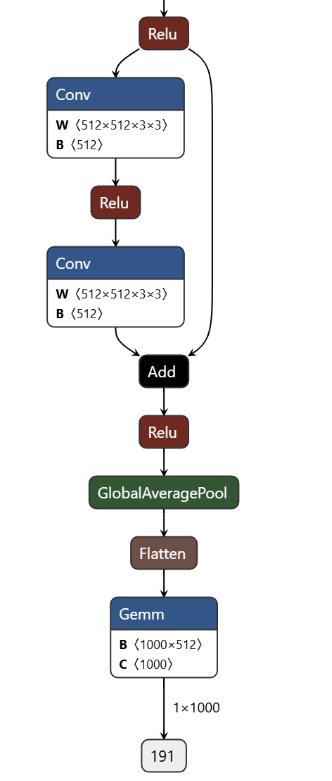 Relu
Conv
W 〈512×512×3×3〉
B 〈512〉
Relu
Conv
W 〈512×512×3×3〉
B 〈512〉
Add
Relu
GlobalAveragePool
Flatten
Gemm
B 〈1000×512〉
C 〈1000〉
1×1000
191